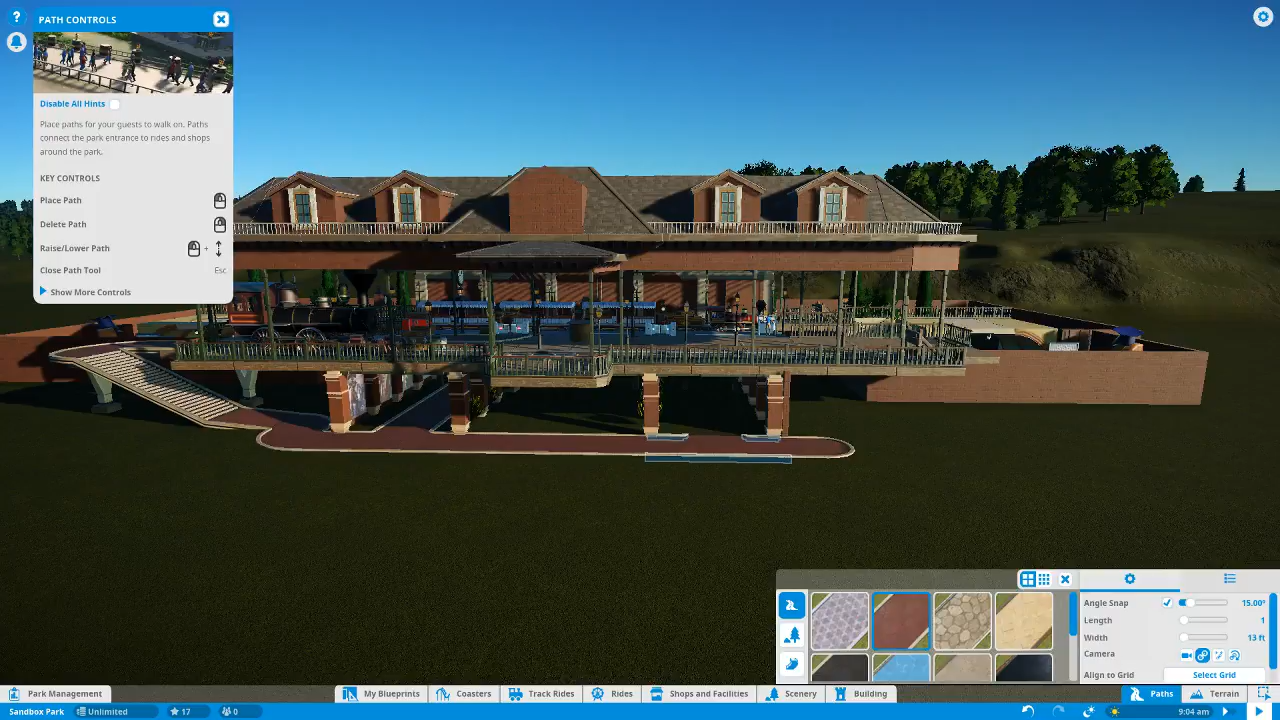 ?
PATH CONTROLS
Disable All Hints
Place paths for your guests to walk on. Paths
connect the park entrance to rides and shops
around the park.
KEY CONTROLS
Place Path
Delete Path
Raise/Lower Path
+
Close Path Tool
Esc
Show More Controls
Angle Snap
15.00°
Length
1
Width
13 ft
Camera
Align to Grid
Select Grid
Park Management
My Blueprints
Coasters
Track Rides
Rides
Shops and Facilities
Scenery
Building
Paths
Terrain
Sandbox Park
Unlimited
17
0
9:04 am